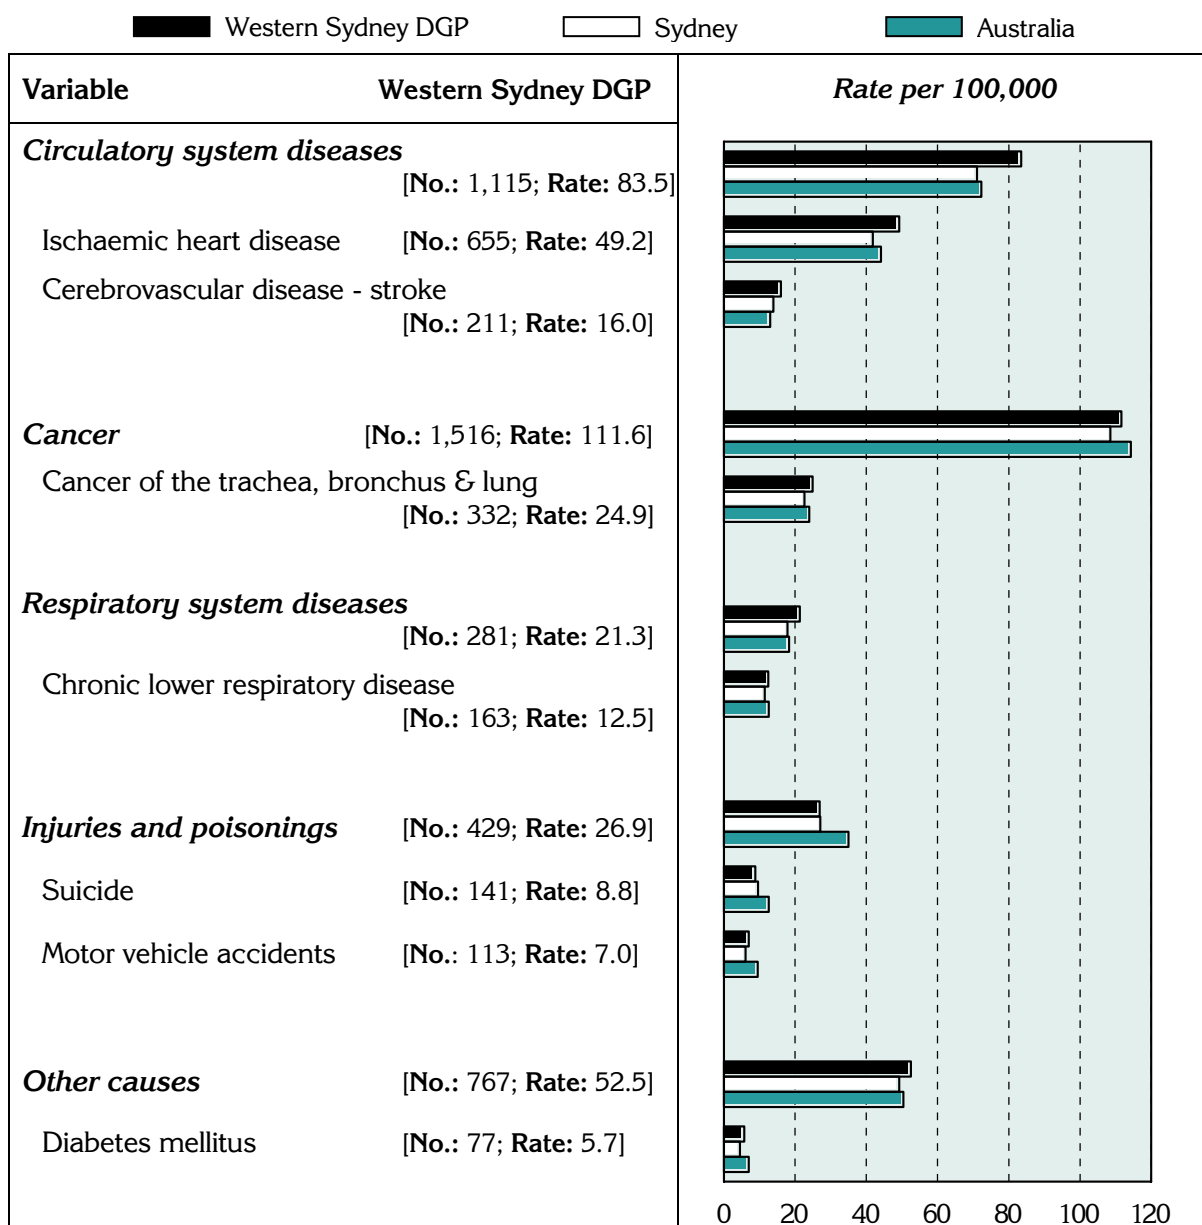 Western Sydney DGP Sydney Australia
Variable Western Sydney DGP Rate per 100,000
Circulatory system diseases
[No.: 1,115; Rate: 83.5]
Ischaemic heart disease [No.: 655; Rate: 49.2]
Cerebrovascular disease - stroke
[No.: 211; Rate: 16.0]
Cancer [No.: 1,516; Rate: 111.6]
Cancer of the trachea, bronchus & lung
[No.: 332; Rate: 24.9]
Respiratory system diseases
[No.: 281; Rate: 21.3]
Chronic lower respiratory disease
[No.: 163; Rate: 12.5]
Injuries and poisonings [No.: 429; Rate: 26.9]
Suicide [No.: 141; Rate: 8.8]
Motor vehicle accidents [No.: 113; Rate: 7.0]
Other causes [No.: 767; Rate: 52.5]
Diabetes mellitus [No.: 77; Rate: 5.7]
0 20 40 60 80 100 120